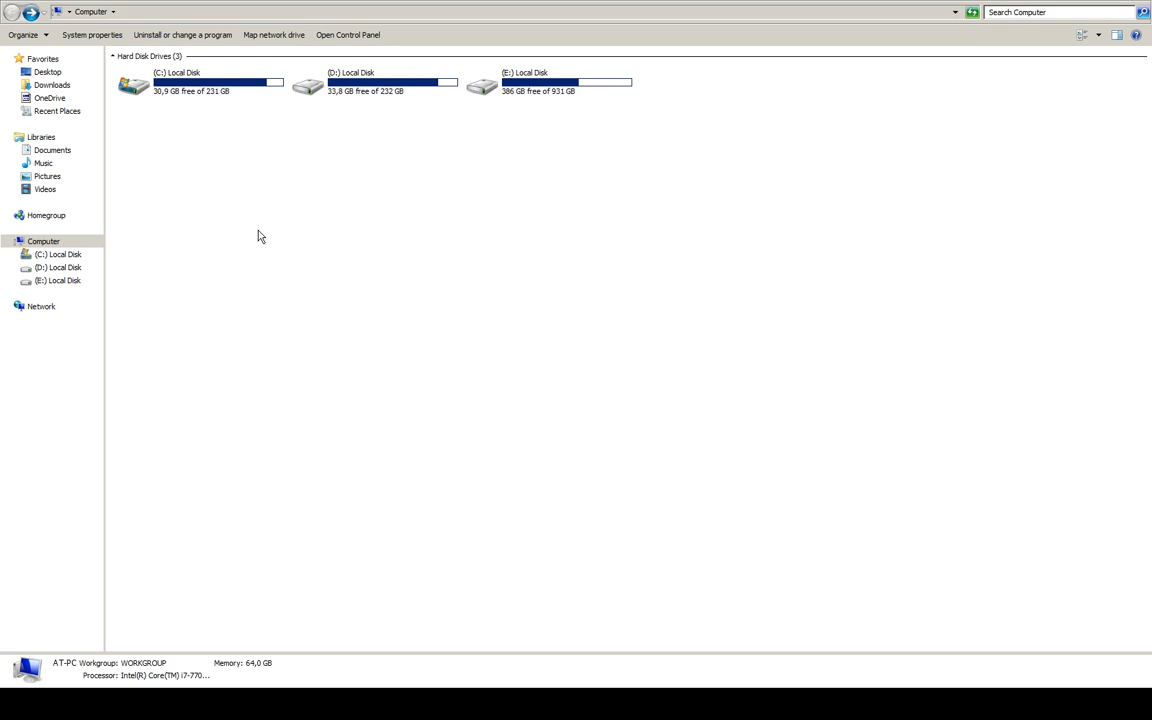 Computer
Search Computer
Organize
System properties
Uninstall or change a program
Map network drive
Open Control Panel
Favorites
Desktop
Downloads
OneDrive
Recent Places
Libraries
Documents
Music
Pictures
Videos
Homegroup
Computer
(C:) Local Disk
(D:) Local Disk
(E:) Local Disk
Network
Hard Disk Drives (3)
(C:) Local Disk
30,9 GB free of 231 GB
(D:) Local Disk
33,8 GB free of 232 GB
(E:) Local Disk
386 GB free of 931 GB
AT-PC Workgroup: WORKGROUP
Memory: 64,0 GB
Processor: Intel(R) Core(TM) i7-770...